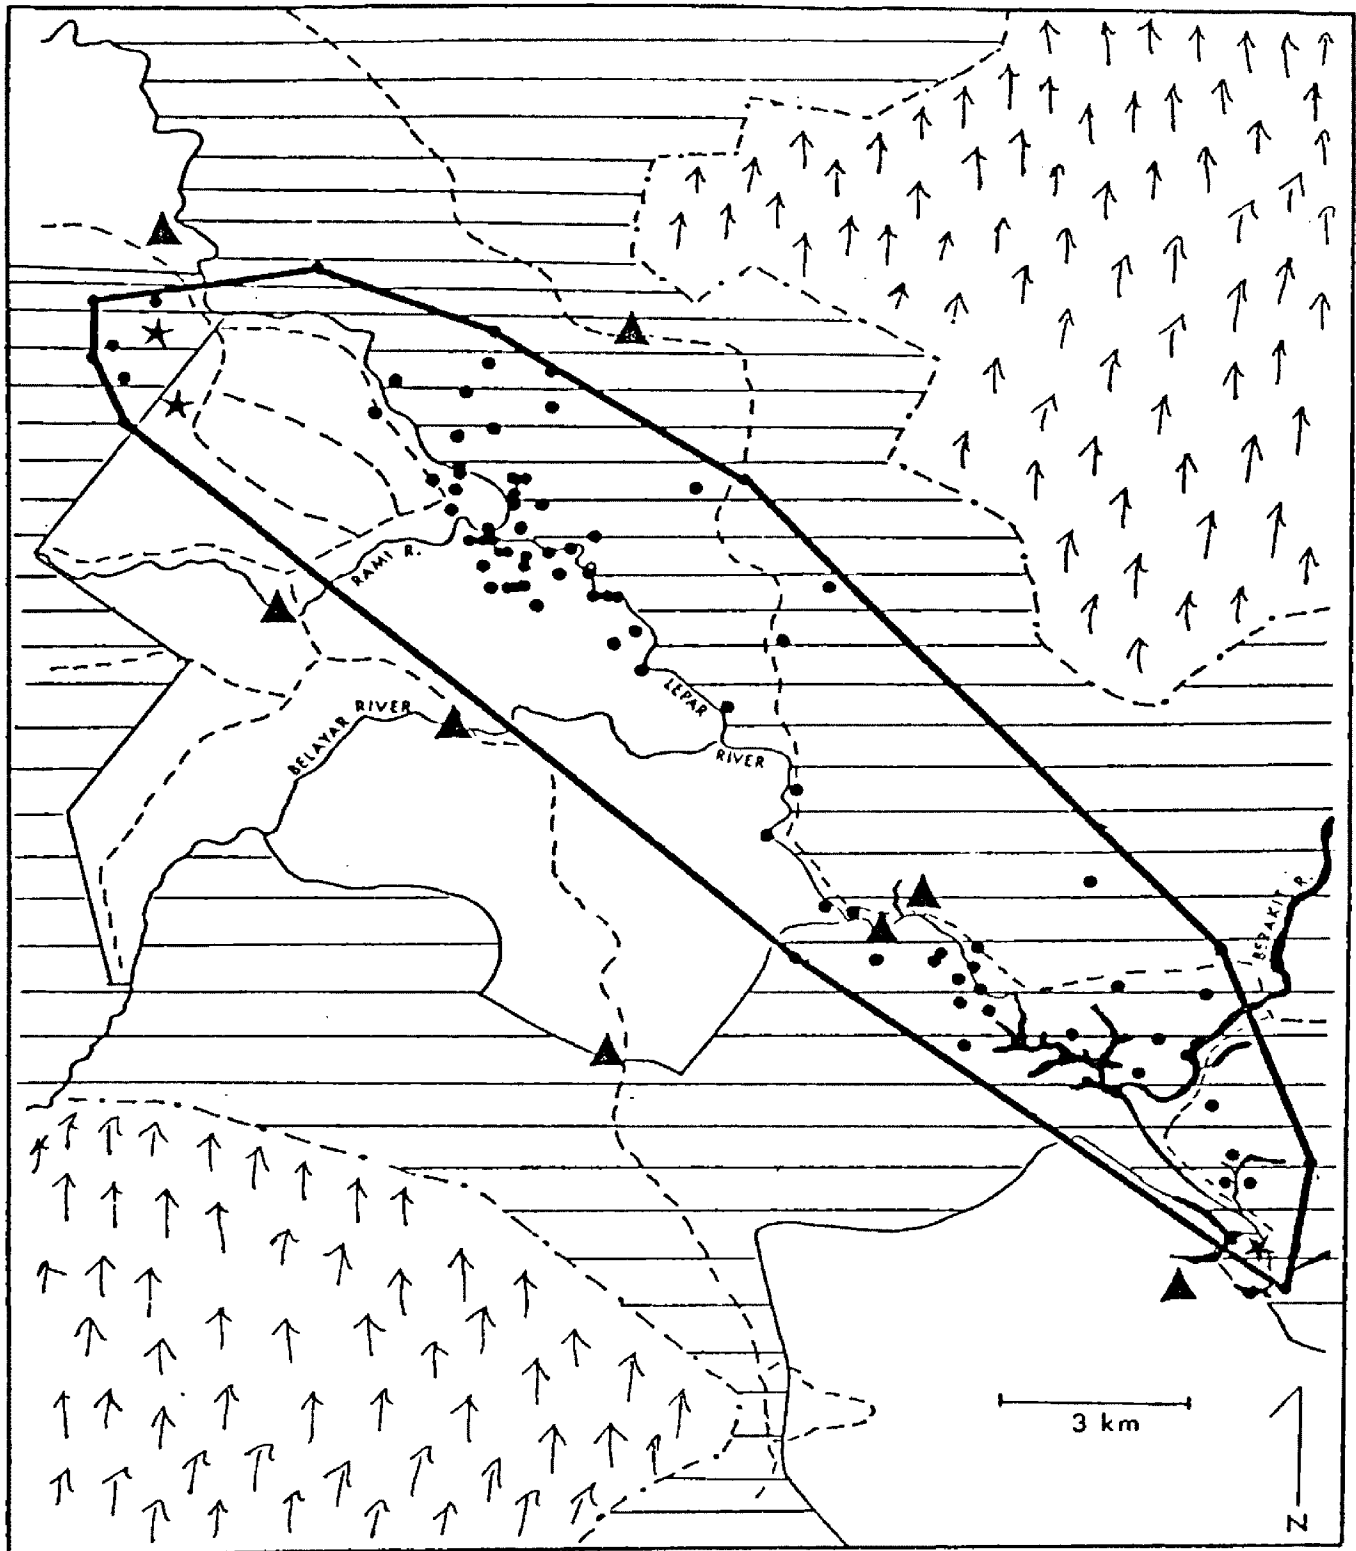 RAMI R.
LEPAR
RIVER
BELAYAR RIVER
BERAKIT R.
3 km
N